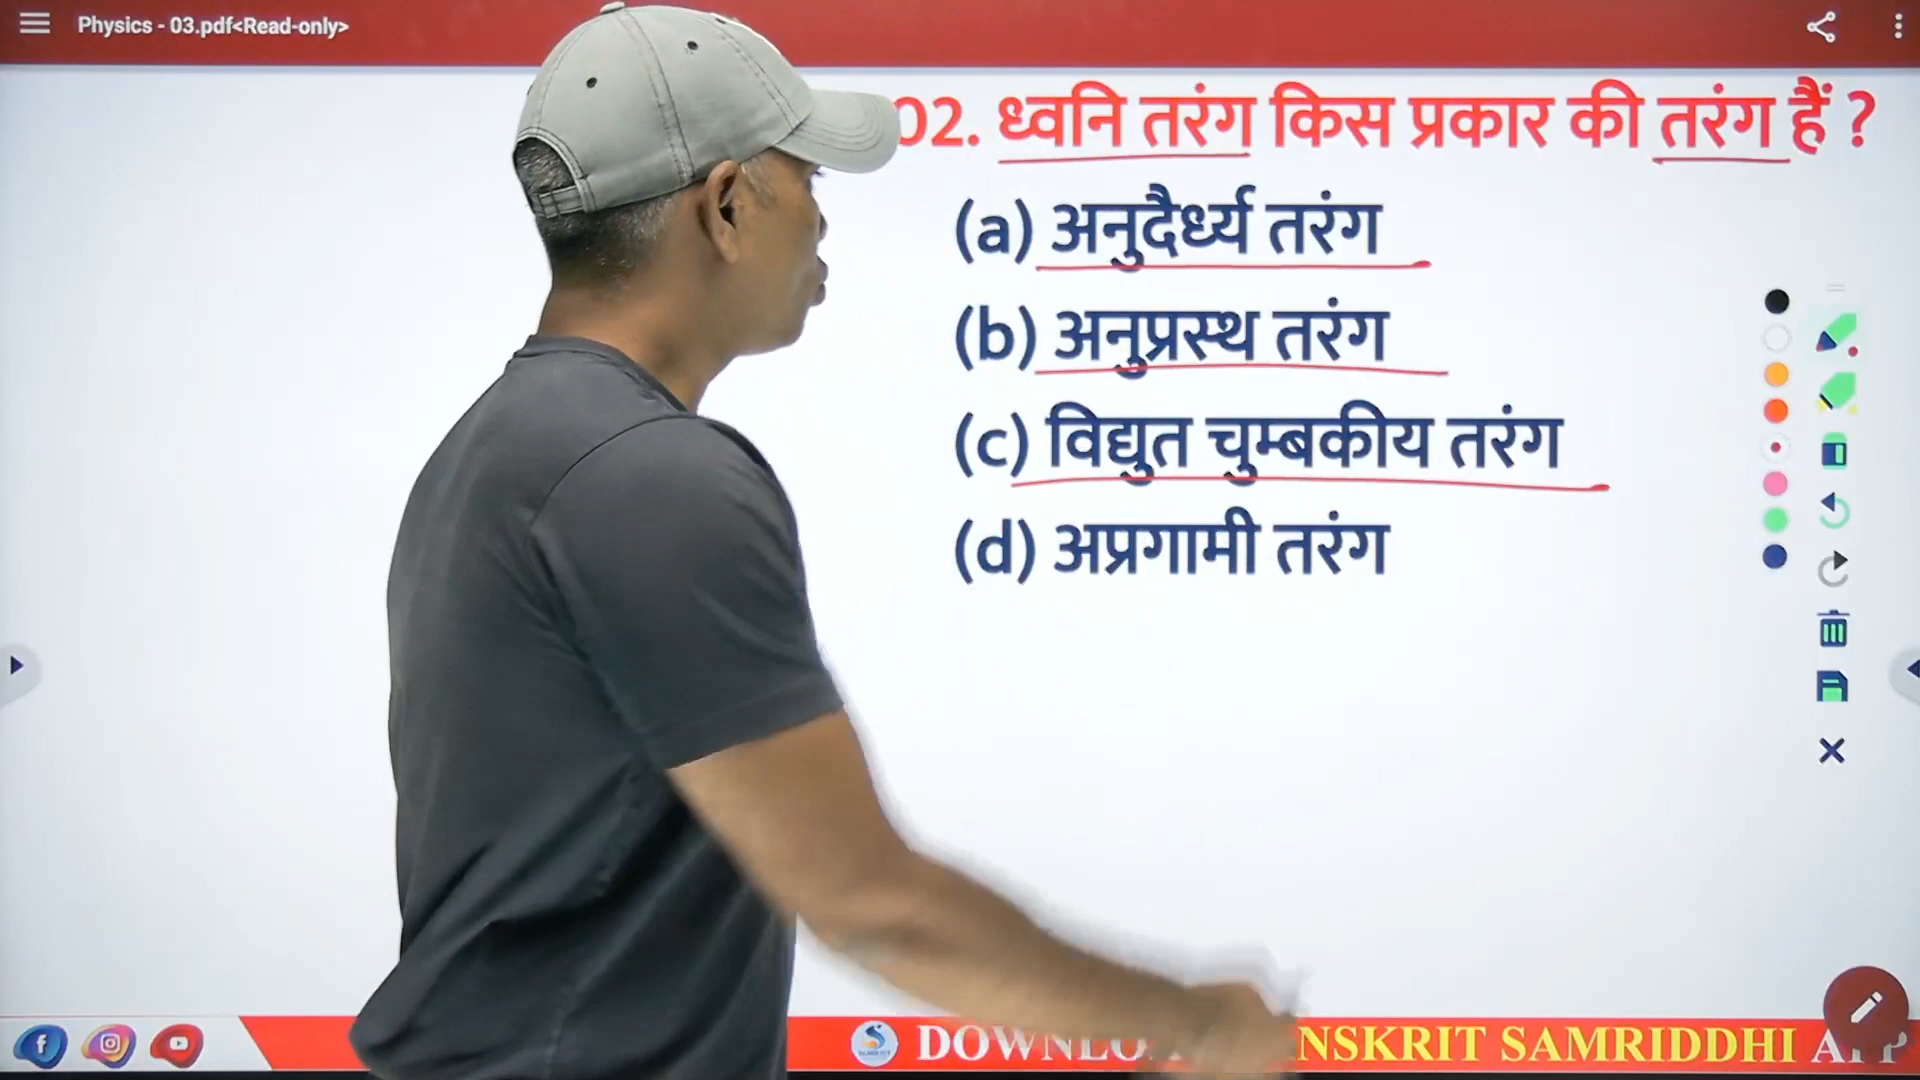 Physics - 03.pdf<Read-only>
02. ध्वनि तरंग किस प्रकार की तरंग हैं ?
(a) अनुदैर्ध्य तरंग
(b) अनुप्रस्थ तरंग
(c) विद्युत चुम्बकीय तरंग
(d) अप्रगामी तरंग
SAMRIDDHI